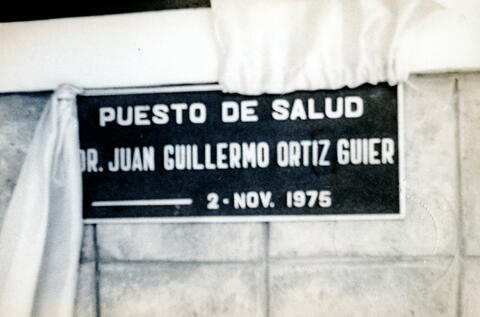 PUESTO DE SALUD
DR. JUAN GUILLERMO ORTIZ GUIER
2-NOV. 1975